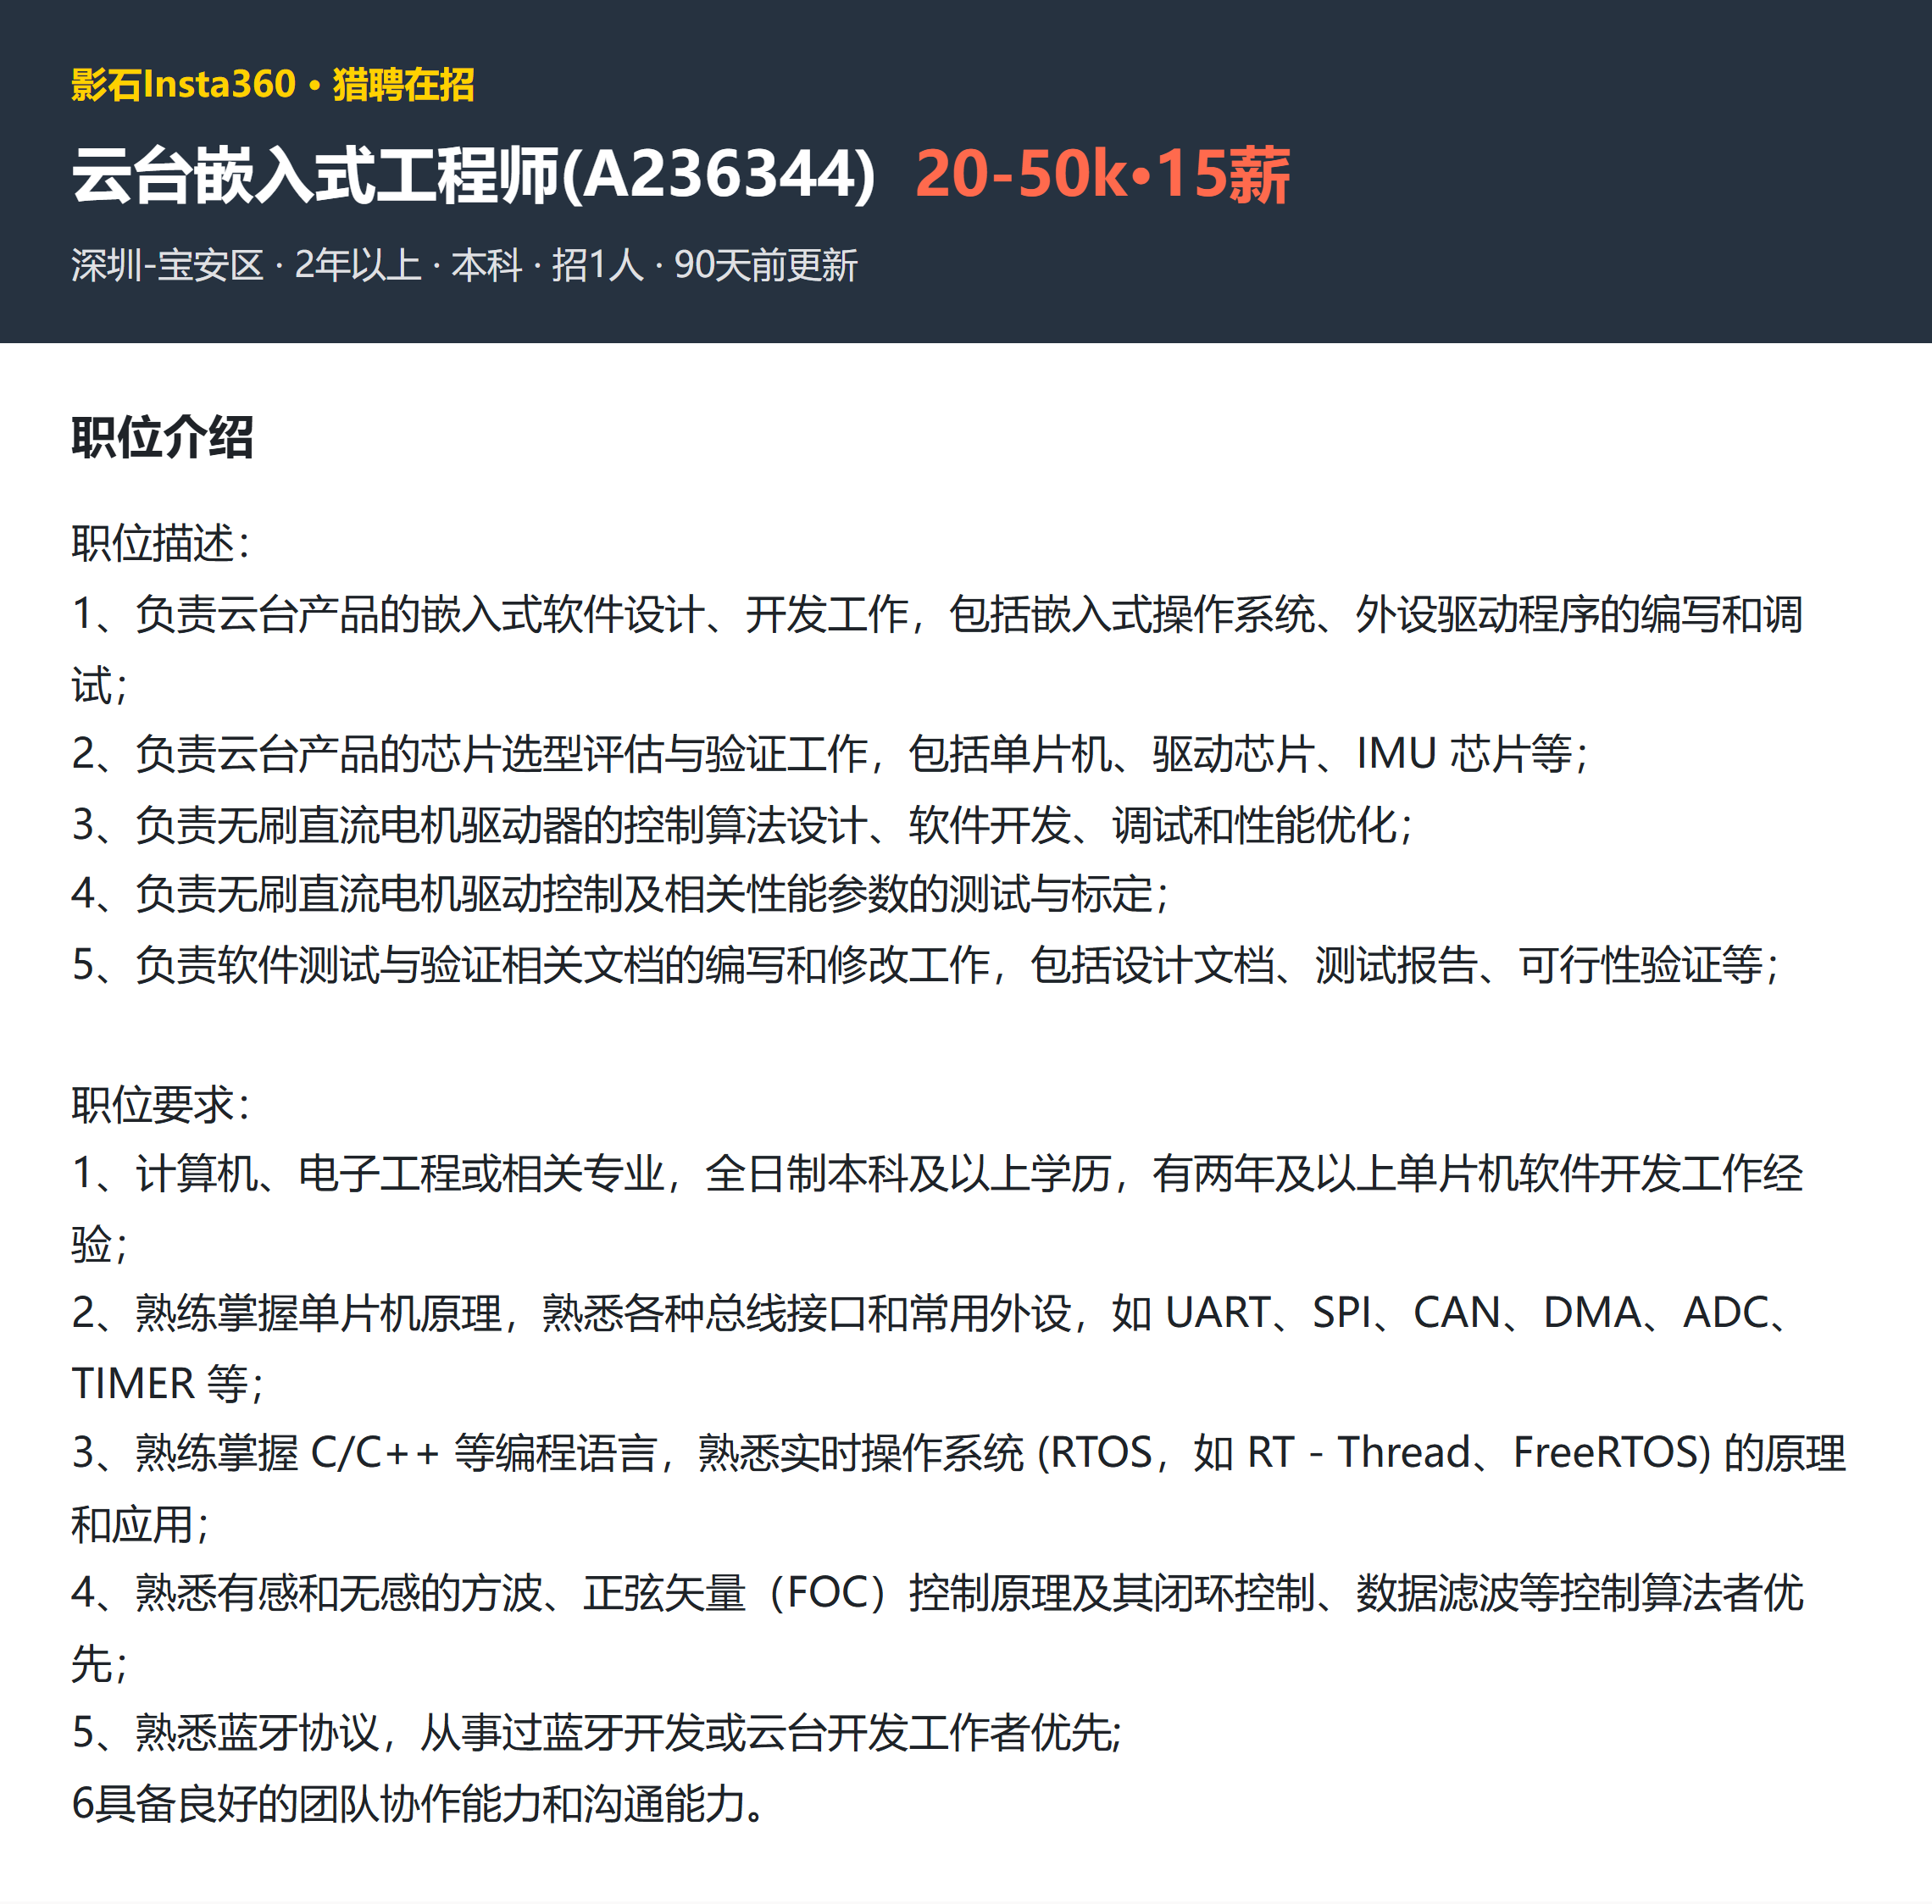 影石Insta360 • 猎聘在招
云台嵌入式工程师(A236344) 20-50k•15薪
深圳-宝安区 · 2年以上 · 本科 · 招1人 · 90天前更新
职位介绍
职位描述：
1、负责云台产品的嵌入式软件设计、开发工作，包括嵌入式操作系统、外设驱动程序的编写和调
试；
2、负责云台产品的芯片选型评估与验证工作，包括单片机、驱动芯片、IMU 芯片等；
3、负责无刷直流电机驱动器的控制算法设计、软件开发、调试和性能优化；
4、负责无刷直流电机驱动控制及相关性能参数的测试与标定；
5、负责软件测试与验证相关文档的编写和修改工作，包括设计文档、测试报告、可行性验证等；
职位要求：
1、计算机、电子工程或相关专业，全日制本科及以上学历，有两年及以上单片机软件开发工作经
验；
2、熟练掌握单片机原理，熟悉各种总线接口和常用外设，如 UART、SPI、CAN、DMA、ADC、
TIMER 等；
3、熟练掌握 C/C++ 等编程语言，熟悉实时操作系统 (RTOS，如 RT - Thread、FreeRTOS) 的原理
和应用；
4、熟悉有感和无感的方波、正弦矢量（FOC）控制原理及其闭环控制、数据滤波等控制算法者优
先；
5、熟悉蓝牙协议，从事过蓝牙开发或云台开发工作者优先;
6具备良好的团队协作能力和沟通能力。